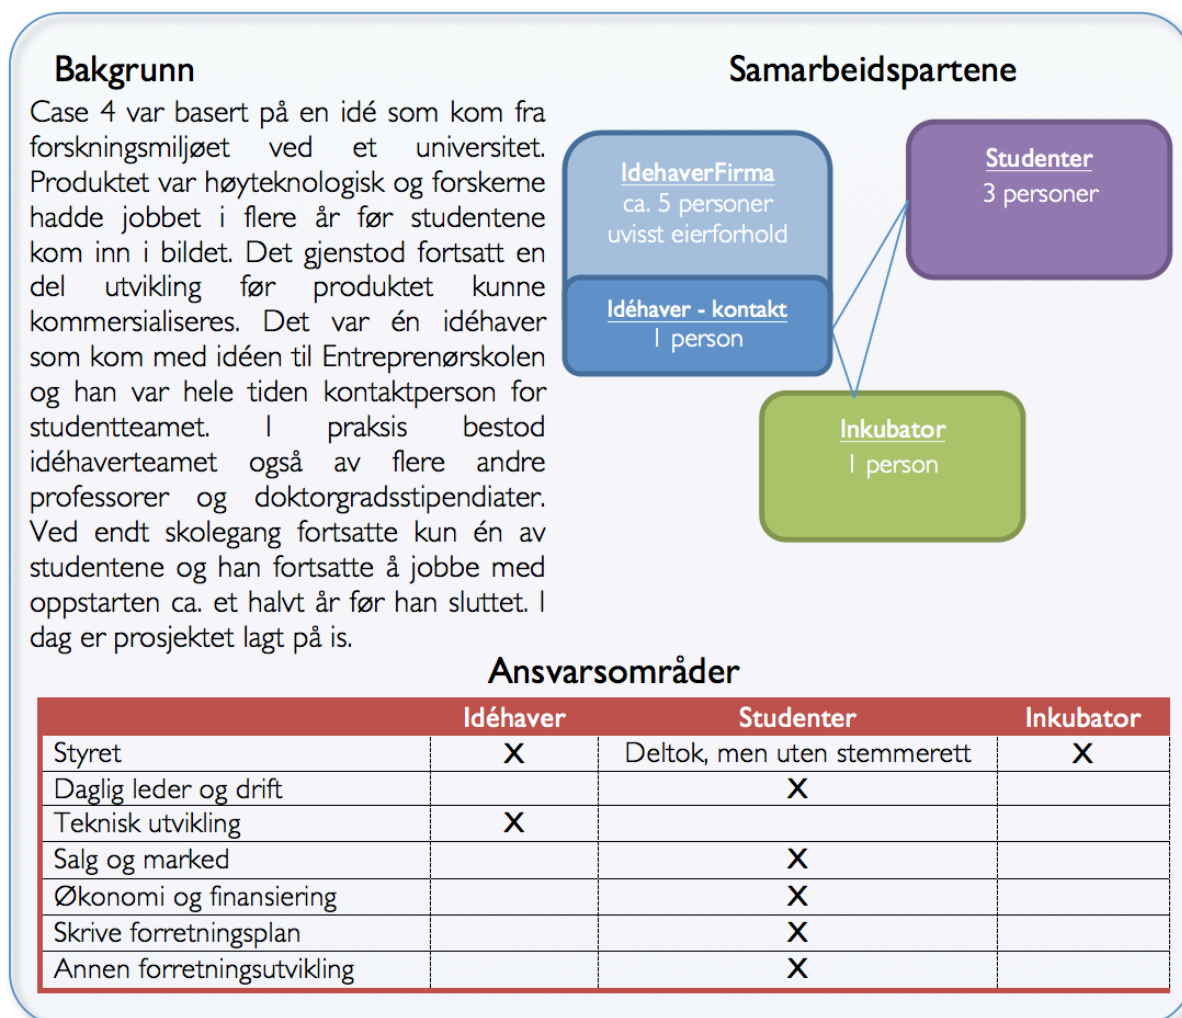 Bakgrunn
Case 4 var basert på en idé som kom fra
forskningsmiljøet ved et universitet.
Produktet var høyteknologisk og forskerne
hadde jobbet i flere år før studentene
kom inn i bildet. Det gjenstod fortsatt en
del utvikling før produktet kunne
kommersialiseres. Det var én idéhaver
som kom med idéen til Entreprenørskolen
og han var hele tiden kontaktperson for
studentteamet. I praksis bestod
idéhaverteamet også av flere andre
professorer og doktorgradsstipendiater.
Ved endt skolegang fortsatte kun én av
studentene og han fortsatte å jobbe med
oppstarten ca. et halvt år før han sluttet. I
dag er prosjektet lagt på is.
Samarbeidspartene
IdehaverFirma
ca. 5 personer
uvisst eierforhold
Idéhaver - kontakt
1 person
Studenter
3 personer
Inkubator
1 person
Ansvarsområder
Idéhaver Studenter Inkubator
Styret X Deltok, men uten stemmerett X
Daglig leder og drift X
Teknisk utvikling X
Salg og marked X
Økonomi og finansiering X
Skrive forretningsplan X
Annen forretningsutvikling X